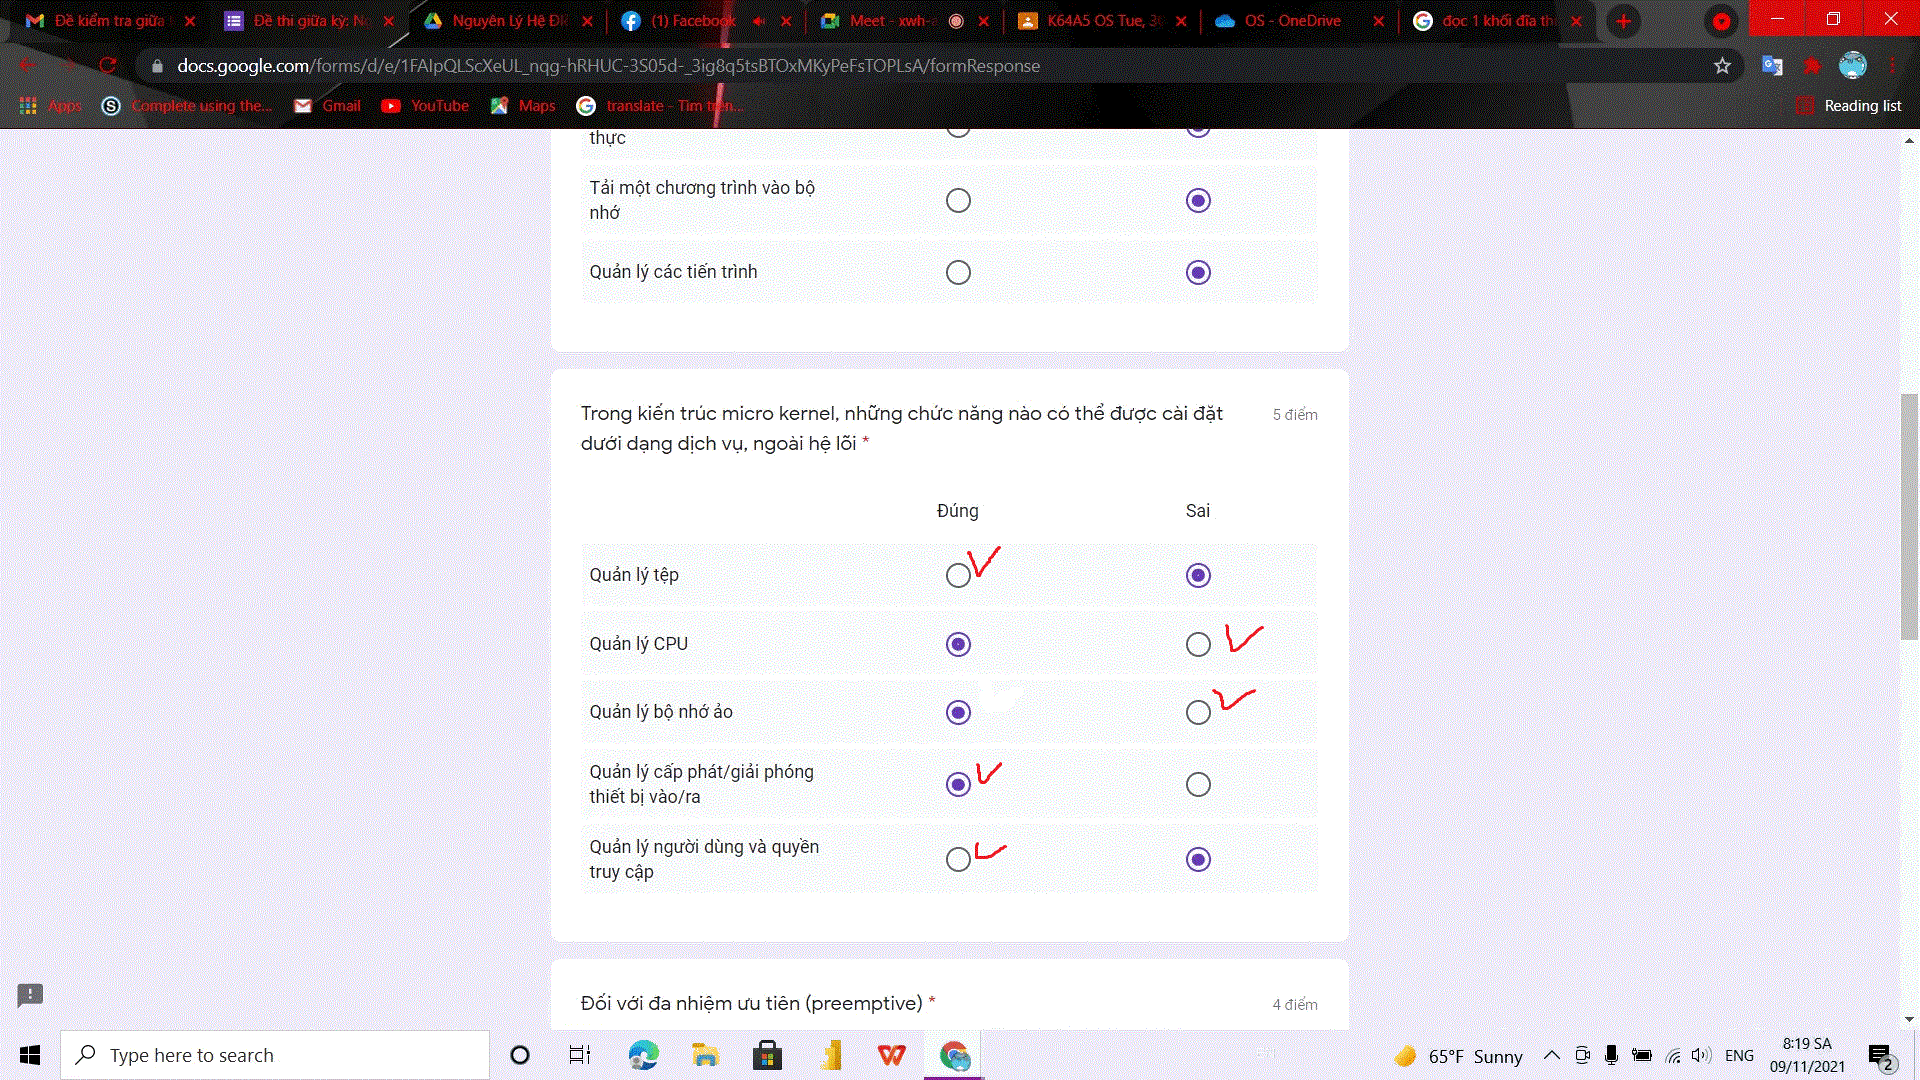 Đề kiểm tra giữa
Đề thi giữa kỳ: N
Nguyên Lý Hệ Đi
(1) Facebook
Meet - xwh-
K64A5 OS Tue, 3
OS - OneDrive
đọc 1 khối đĩa th
docs.google.com/forms/d/e/1FAIpQLScXeUL_nqg-hRHUC-3S05d-_3ig8q5tsBTOxMKyPeFsTOPLsA/formResponse
Apps
Complete using the...
Gmail
YouTube
Maps
translate - Tìm trên...
Reading list
thực
Tải một chương trình vào bộ
nhớ
Quản lý các tiến trình
Trong kiến trúc micro kernel, những chức năng nào có thể được cài đặt
dưới dạng dịch vụ, ngoài hệ lõi *
5 điểm
Đúng
Sai
Quản lý tệp
Quản lý CPU
Quản lý bộ nhớ ảo
Quản lý cấp phát/giải phóng
thiết bị vào/ra
Quản lý người dùng và quyền
truy cập
Đối với đa nhiệm ưu tiên (preemptive) *
4 điểm
Type here to search
65°F Sunny
ENG
8:19 SA
09/11/2021
2